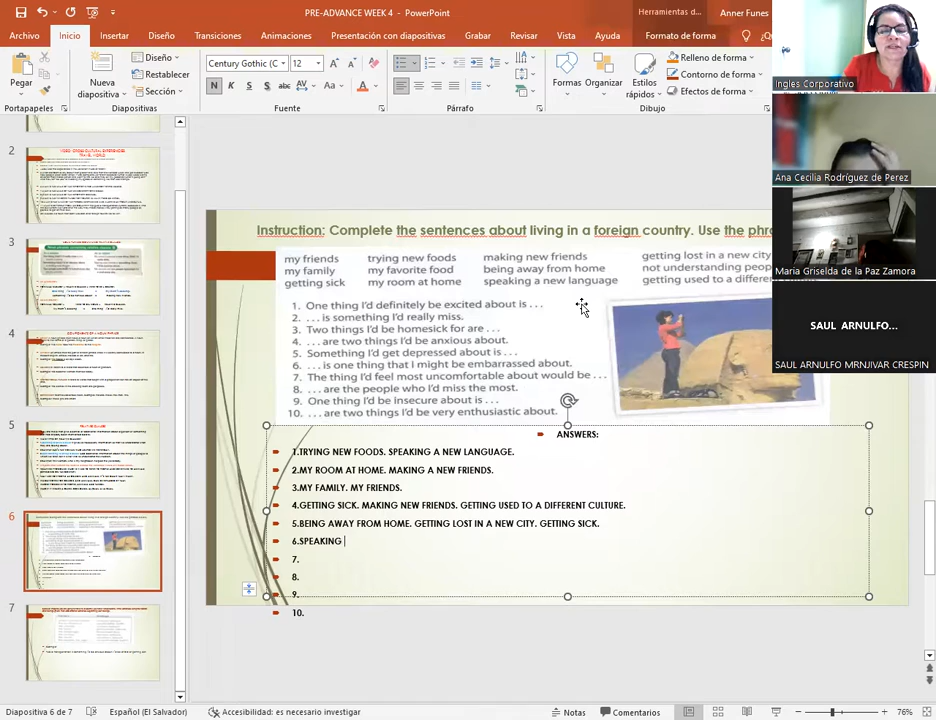 PRE-ADVANCE WEEK 4 - PowerPoint
Herramientas d...
Anner Funes
Archivo
Inicio
Insertar
Diseño
Transiciones
Animaciones
Presentación con diapositivas
Grabar
Revisar
Vista
Ayuda
Formato de forma
Pegar
Nueva
diapositiva
Diseño
Restablecer
Sección
Century Gothic (C
12
N K S abc
Aa
A
Formas
Organizar
Estilos
rápidos
Relleno de forma
Contorno de forma
Efectos de forma
Portapapeles
Diapositivas
Fuente
Párrafo
Dibujo
Ingles Corporativo
Ana Cecilia Rodríguez de Perez
Maria Griselda de la Paz Zamora
SAUL ARNULFO...
SAUL ARNULFO MRNJIVAR CRESPIN
2
3
4
5
6
7
Instruction: Complete the sentences about living in a foreign country. Use the phra
my friends trying new foods making new friends getting lost in a new city
my family my favorite food being away from home not understanding peop
getting sick my room at home speaking a new language getting used to a differe
1. One thing I'd definitely be excited about is . . .
2. . . . is something I'd really miss.
3. Two things I'd be homesick for are . . .
4. . . . are two things I'd be anxious about.
5. Something I'd get depressed about is . . .
6. . . . is one thing that I might be embarrassed about.
7. The thing I'd feel most uncomfortable about would be . . .
8. . . . are the people who I'd miss the most.
9. One thing I'd be insecure about is . . .
10. . . . are two things I'd be very enthusiastic about.
ANSWERS:
1.TRYING NEW FOODS. SPEAKING A NEW LANGUAGE.
2.MY ROOM AT HOME. MAKING A NEW FRIENDS.
3.MY FAMILY. MY FRIENDS.
4.GETTING SICK. MAKING NEW FRIENDS. GETTING USED TO A DIFFERENT CULTURE.
5.BEING AWAY FROM HOME. GETTING LOST IN A NEW CITY. GETTING SICK.
6.SPEAKING
7.
8.
9.
10.
Diapositiva 6 de 7
Español (El Salvador)
Accesibilidad: es necesario investigar
Notas
Comentarios
76%